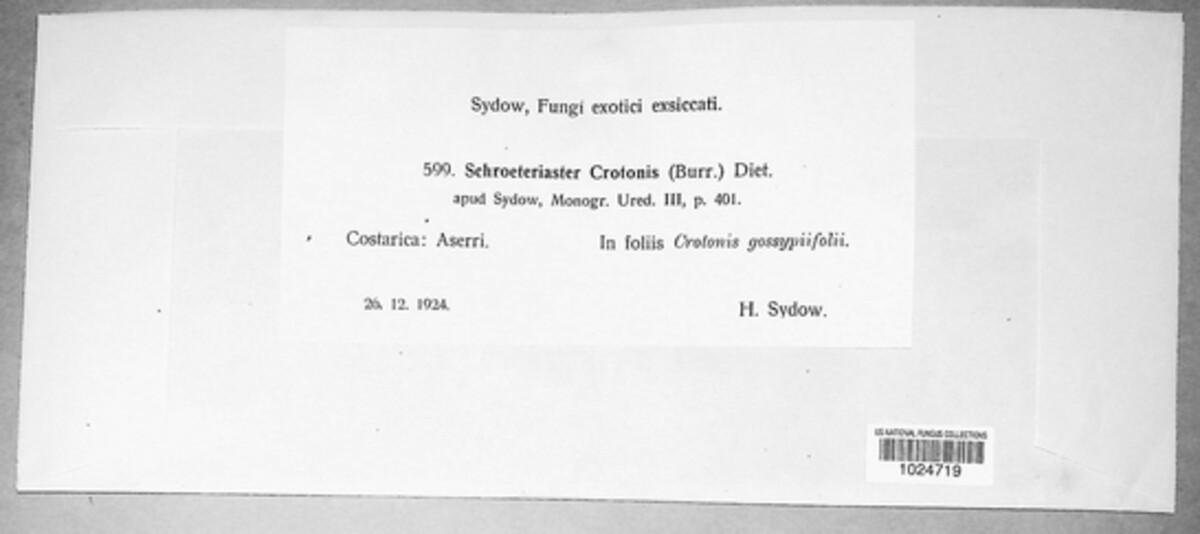 Sydow, Fungi exotici exsiccati.
599. Schroeteriaster Crotonis (Burr.) Diet.
apud Sydow, Monogr. Ured. III, p. 401.
Costarica: Aserri. In foliis Crotonis gossypiifolii.
26. 12. 1924. H. Sydow.
US NATIONAL FUNGUS COLLECTIONS
1024719